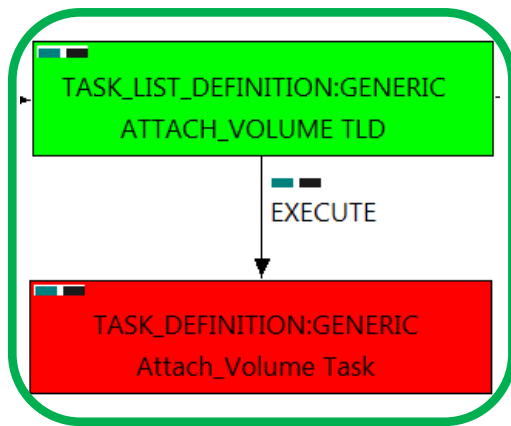 TASK_LIST_DEFINITION:GENERIC
ATTACH_VOLUME TLD
EXECUTE
TASK_DEFINITION:GENERIC
Attach_Volume Task